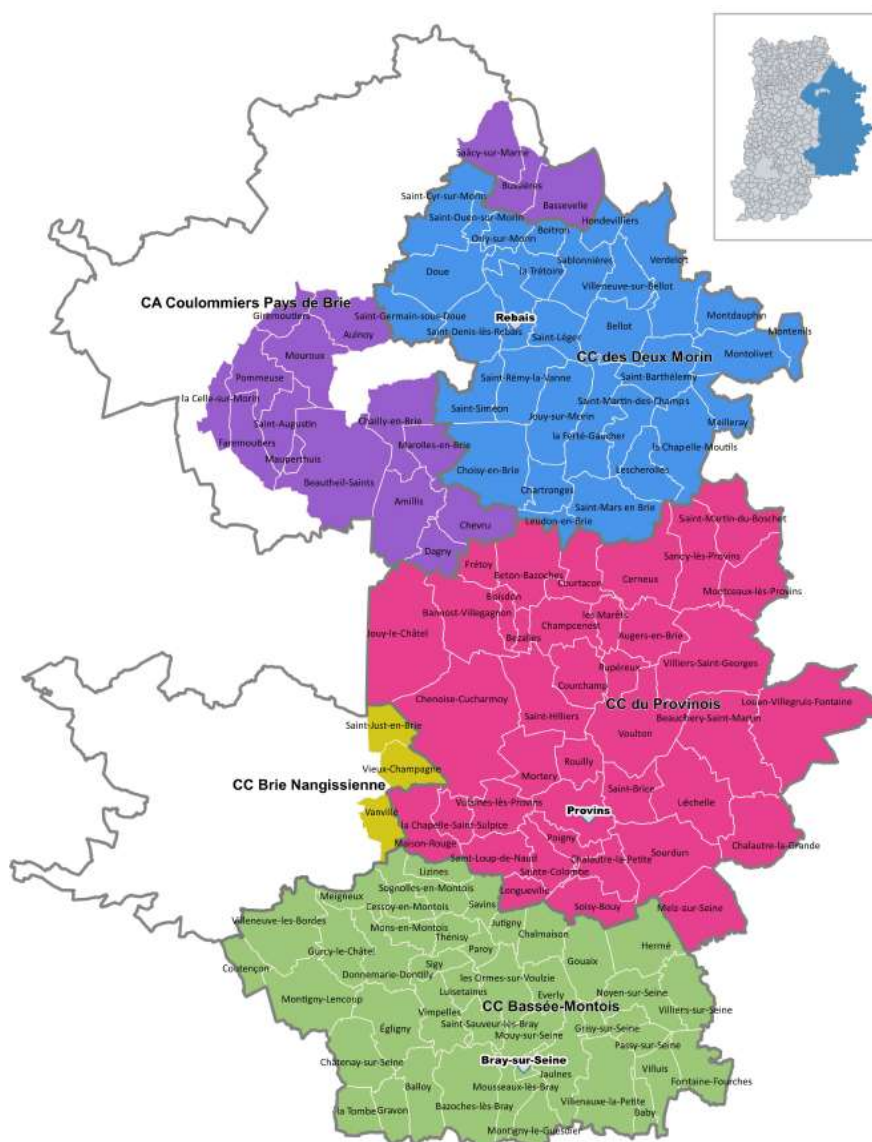 Saâcy-sur-Marne
Bussières
Bassevelle
Saint-Cyr-sur-Morin
Saint-Ouen-sur-Morin
Hondevilliers
Boitron
Orly-sur-Morin
Sablonnières
Verdelot
Doue
la Trétoire
Villeneuve-sur-Bellot
CA Coulommiers Pays de Brie
Giremoutiers
Saint-Germain-sous-Doue
Rebais
Montdauphin
Aulnoy
Saint-Denis-lès-Rebais
Saint-Léger
Bellot
Montenils
Mouroux
CC des Deux Morin
Montolivet
Pommeuse
Saint-Rémy-la-Vanne
Saint-Barthélemy
la Celle-sur-Morin
Saint-Siméon
Jouy-sur-Morin
Saint-Martin-des-Champs
Saint-Augustin
Chailly-en-Brie
Meilleray
Faremoutiers
Marolles-en-Brie
la Ferté-Gaucher
la Chapelle-Moutils
Mauperthuis
Choisy-en-Brie
Lescherolles
Beautheil-Saints
Chartronges
Amillis
Saint-Mars en Brie
Chevru
Leudon-en-Brie
Saint-Martin-du-Boschet
Dagny
Sancy-lès-Provins
Frétoy
Beton-Bazoches
Courtacon
Cerneux
Montceaux-lès-Provins
Boisdon
Bannost-Villegagnon
les Marêts
Champcenest
Jouy-le-Châtel
Bezalles
Augers-en-Brie
Rupéreux
Villiers-Saint-Georges
Courchamp
Chenoise-Cucharmoy
CC du Provinois
Louan-Villegruis-Fontaine
Saint-Hilliers
Beauchery-Saint-Martin
Saint-Just-en-Brie
Voulton
Rouilly
Vieux-Champagne
Mortery
CC Brie Nangissienne
Saint-Brice
Vulaines-lès-Provins
Léchelle
Vanvillé
Provins
la Chapelle-Saint-Sulpice
Maison-Rouge
Poigny
Chalautre-la-Grande
Saint-Loup-de-Naud
Chalautre-la-Petite
Sourdun
Lizines
Sainte-Colombe
Sognolles-en-Montois
Longueville
Meigneux
Cessoy-en-Montois
Savins
Soisy-Bouy
Melz-sur-Seine
Villeneuve-les-Bordes
Mons-en-Montois
Jutigny
Thénisy
Chalmaison
Gurcy-le-Châtel
Paroy
Hermé
Coutençon
Sigy
Gouaix
Donnemarie-Dontilly
les Ormes-sur-Voulzie
Montigny-Lencoup
Luisetaines
Everly
Noyen-sur-Seine
Vimpelles
CC Bassée-Montois
Villiers-sur-Seine
Égligny
Saint-Sauveur-lès-Bray
Grisy-sur-Seine
Mouy-sur-Seine
Passy-sur-Seine
Châtenay-sur-Seine
Bray-sur-Seine
Jaulnes
Villuis
Balloy
Mousseaux-lès-Bray
Fontaine-Fourches
la Tombe
Gravon
Bazoches-lès-Bray
Villenauxe-la-Petite
Baby
Montigny-le-Guesdier